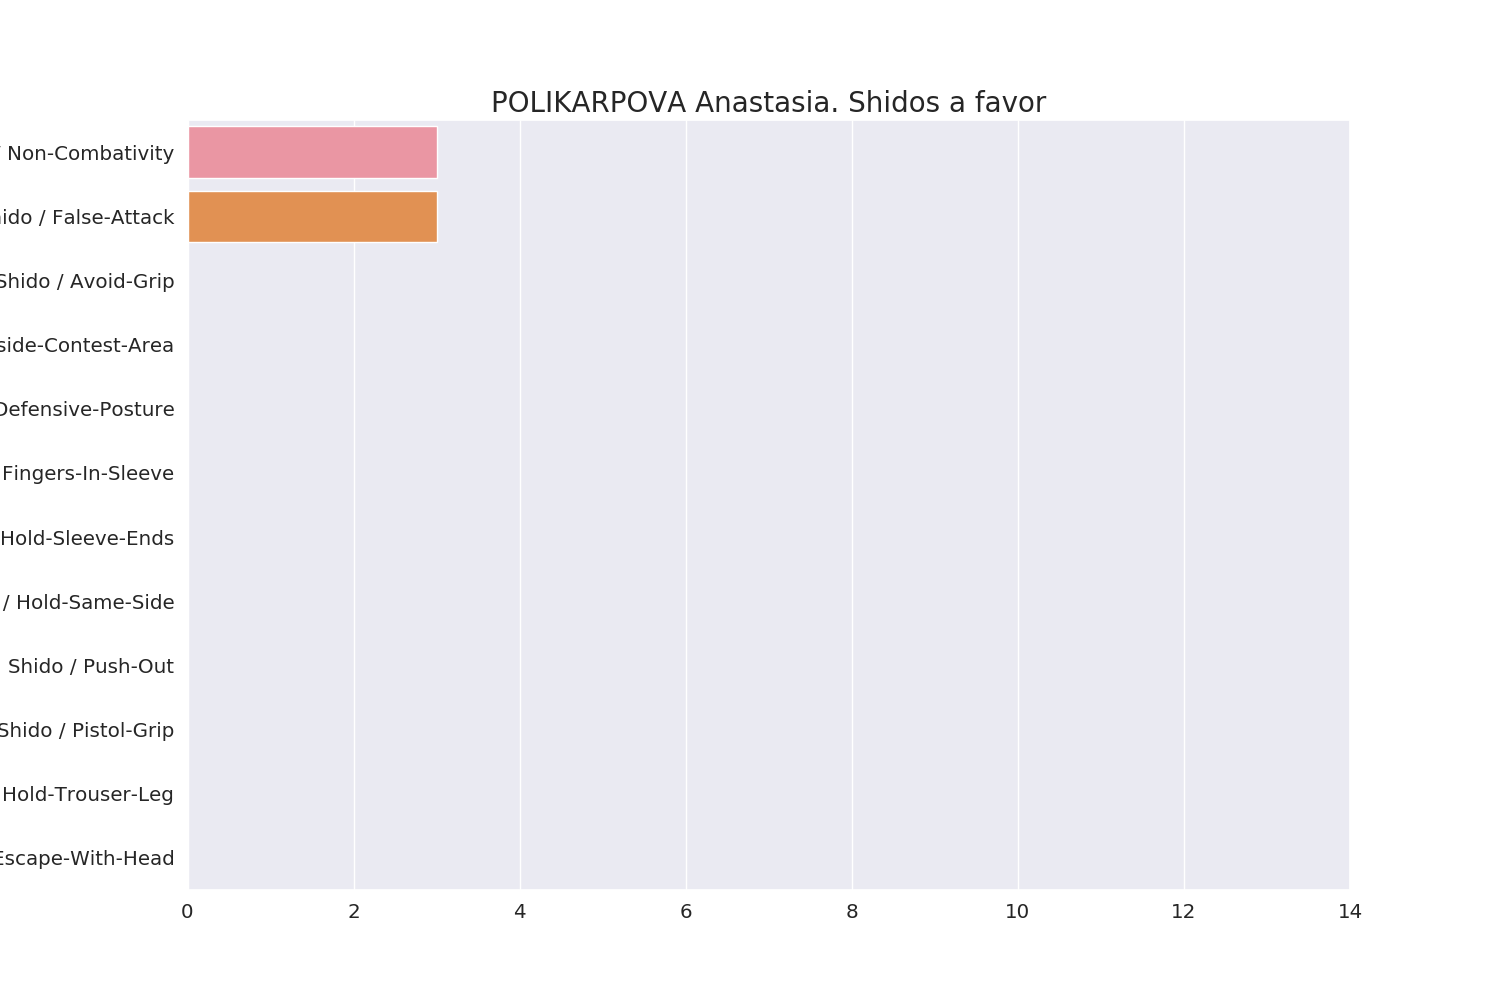 POLIKARPOVA Anastasia. Shidos a favor
/ Non-Combativity
ido / False-Attack
Shido / Avoid-Grip
side-Contest-Area
Defensive-Posture
Fingers-In-Sleeve
Hold-Sleeve-Ends
/ Hold-Same-Side
Shido / Push-Out
Shido / Pistol-Grip
Hold-Trouser-Leg
Escape-With-Head
0 2 4 6 8 10 12 14